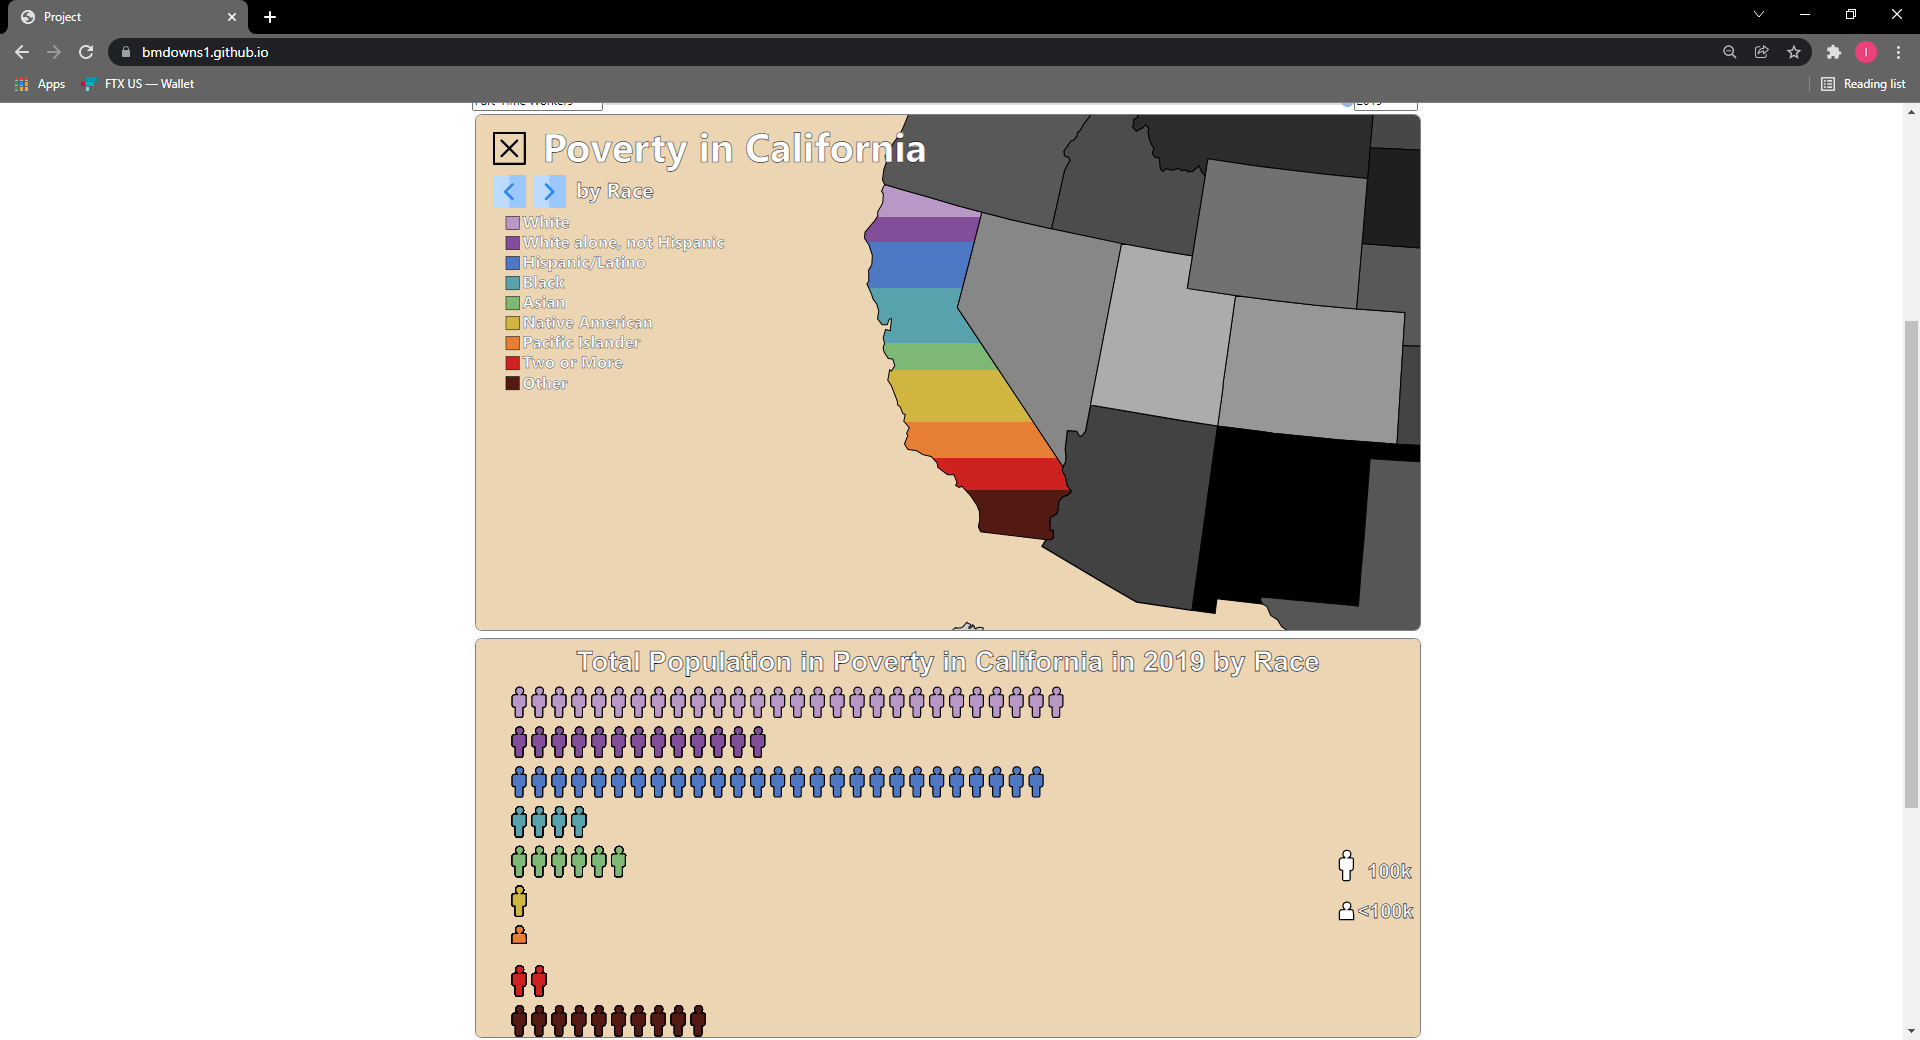 Project
bmdowns1.github.io
I
Apps
FTX US — Wallet
Reading list
Poverty in California
by Race
White
White alone, not Hispanic
Hispanic/Latino
Black
Asian
Native American
Pacific Islander
Two or More
Other
Total Population in Poverty in California in 2019 by Race
100k
<100k